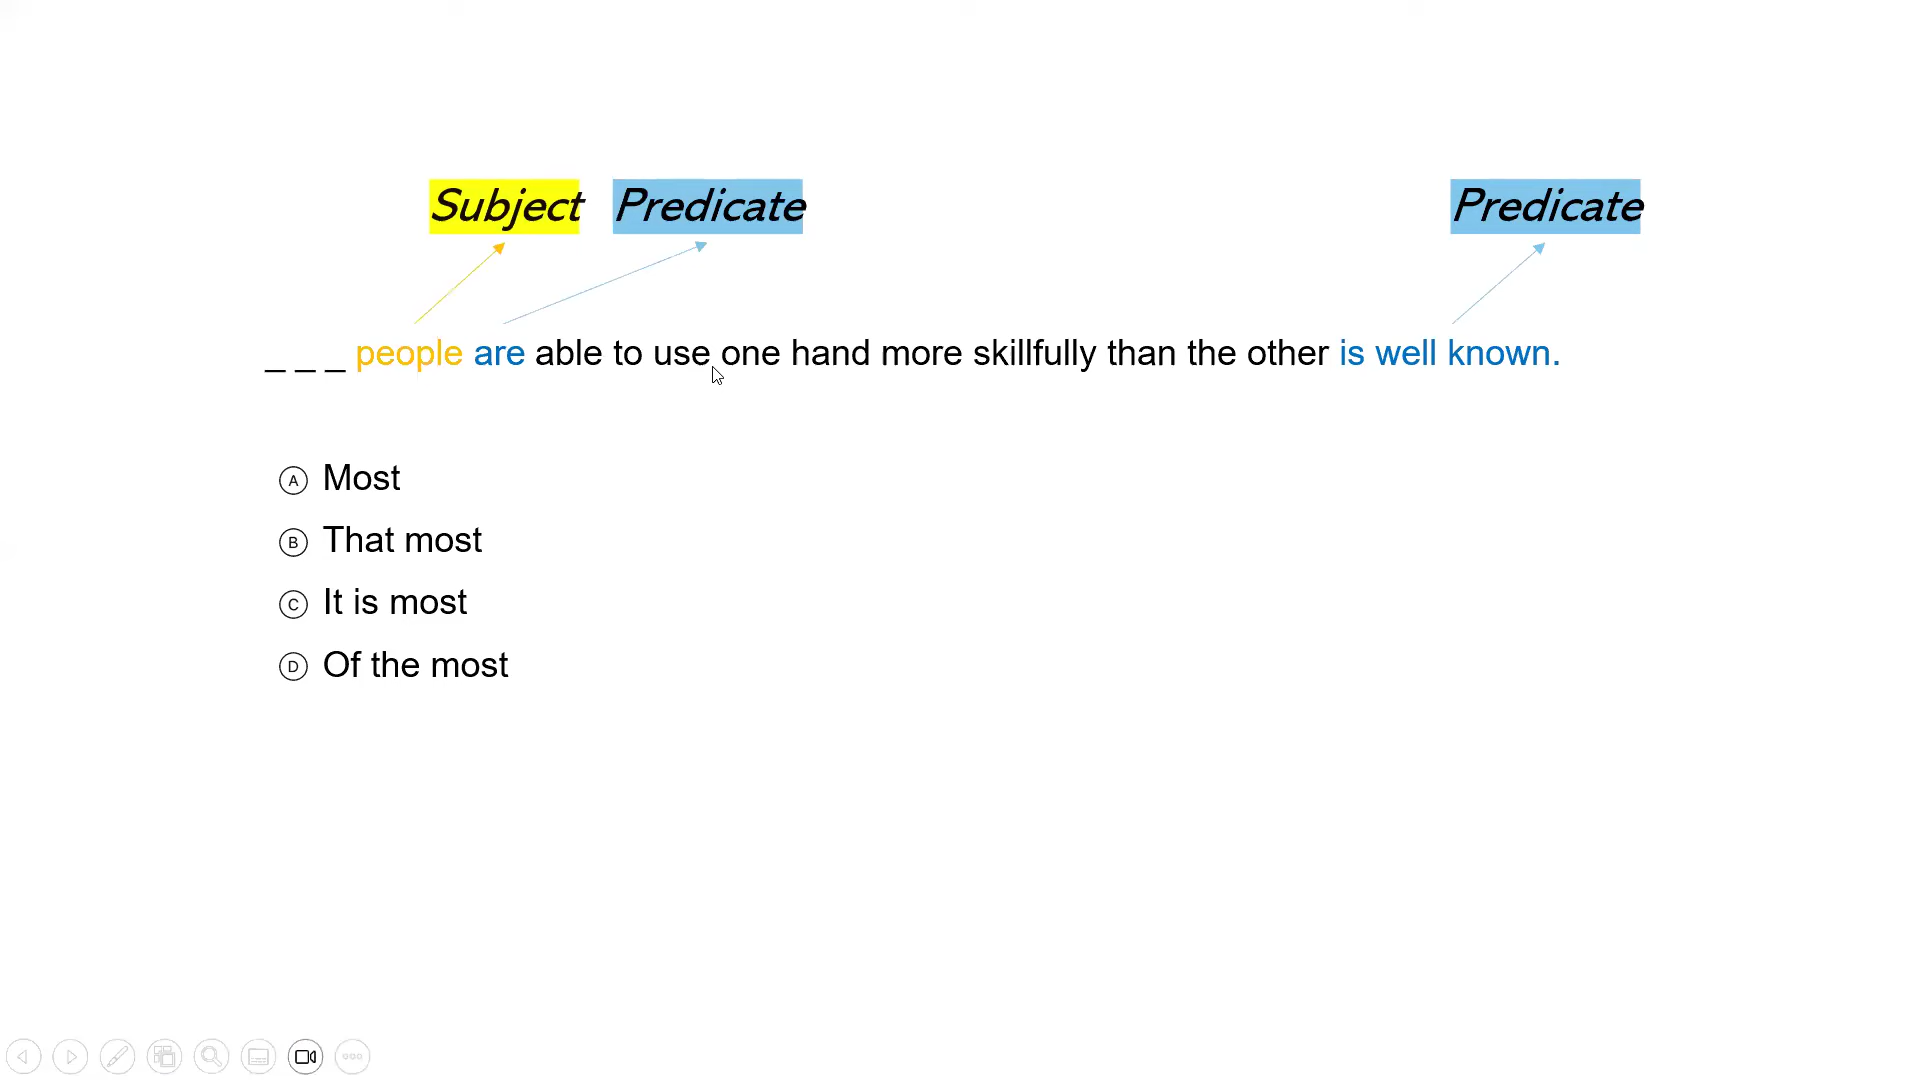 Subject Predicate Predicate
_ _ _ people are able to use one hand more skillfully than the other is well known.
A Most
B That most
C It is most
D Of the most